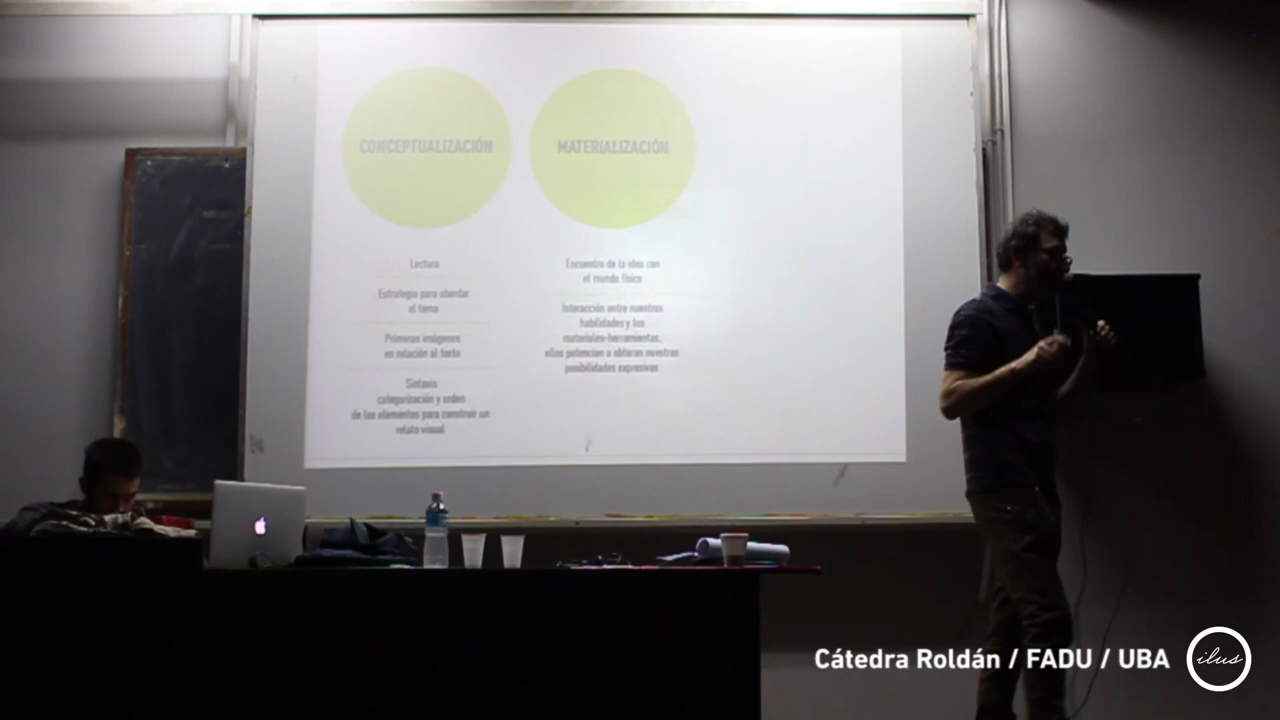 CONCEPTUALIZACIÓN
MATERIALIZACIÓN
Lectura
Estrategia para abordar
el tema
Primeras imágenes
en relación al texto
Sintaxis
categorización y orden
de los elementos para construir un
relato visual
Encuentro de la idea con
el mundo físico
Interacción entre nuestras
habilidades y los
materiales-herramientas,
ellos potencian u obturan nuestras
posibilidades expresivas
Cátedra Roldán / FADU / UBA
ilus